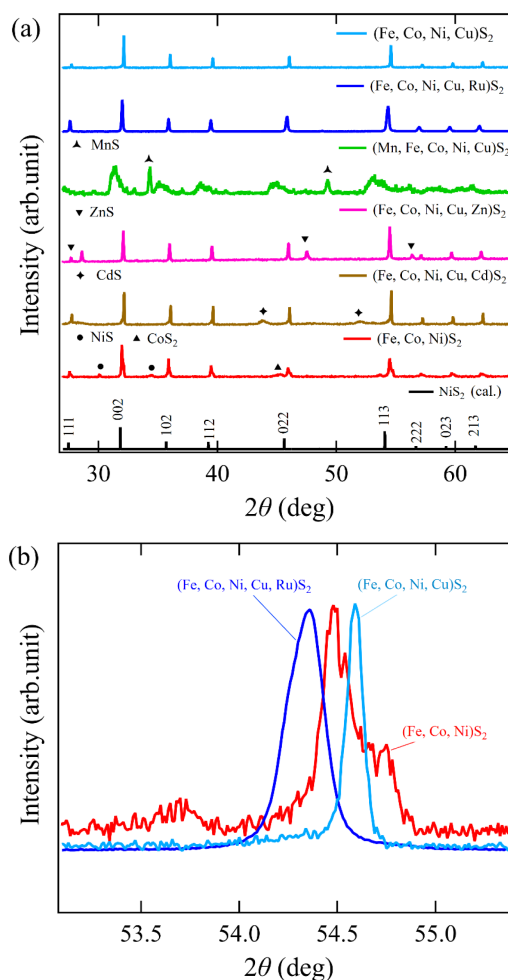 (a)
(Fe, Co, Ni, Cu)S2
(Fe, Co, Ni, Cu, Ru)S2
MnS
(Mn, Fe, Co, Ni, Cu)S2
ZnS
(Fe, Co, Ni, Cu, Zn)S2
CdS
(Fe, Co, Ni, Cu, Cd)S2
NiS
CoS2
(Fe, Co, Ni)S2
NiS2 (cal.)
111
002
102
112
022
113
222
023
213
30
40
50
60
2θ (deg)
Intensity (arb.unit)
(b)
(Fe, Co, Ni, Cu, Ru)S2
(Fe, Co, Ni, Cu)S2
(Fe, Co, Ni)S2
Intensity (arb.unit)
53.5
54.0
54.5
55.0
2θ (deg)